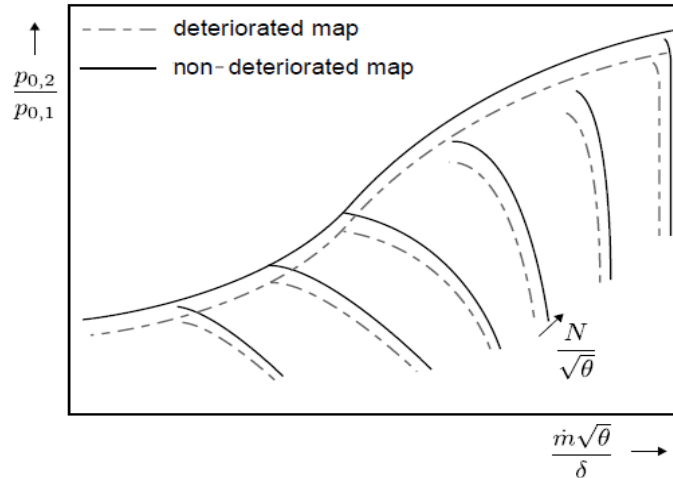 deteriorated map
non-deteriorated map
p₀,₂
p₀,₁
N
√θ
ṁ√θ
δ